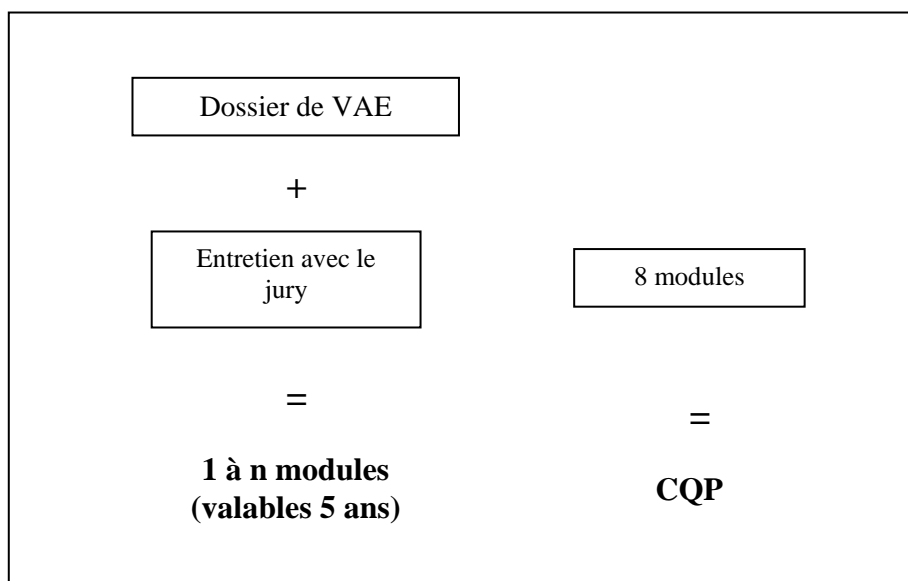 Dossier de VAE
+
Entretien avec le
jury
=
1 à n modules
(valables 5 ans)
8 modules
=
CQP